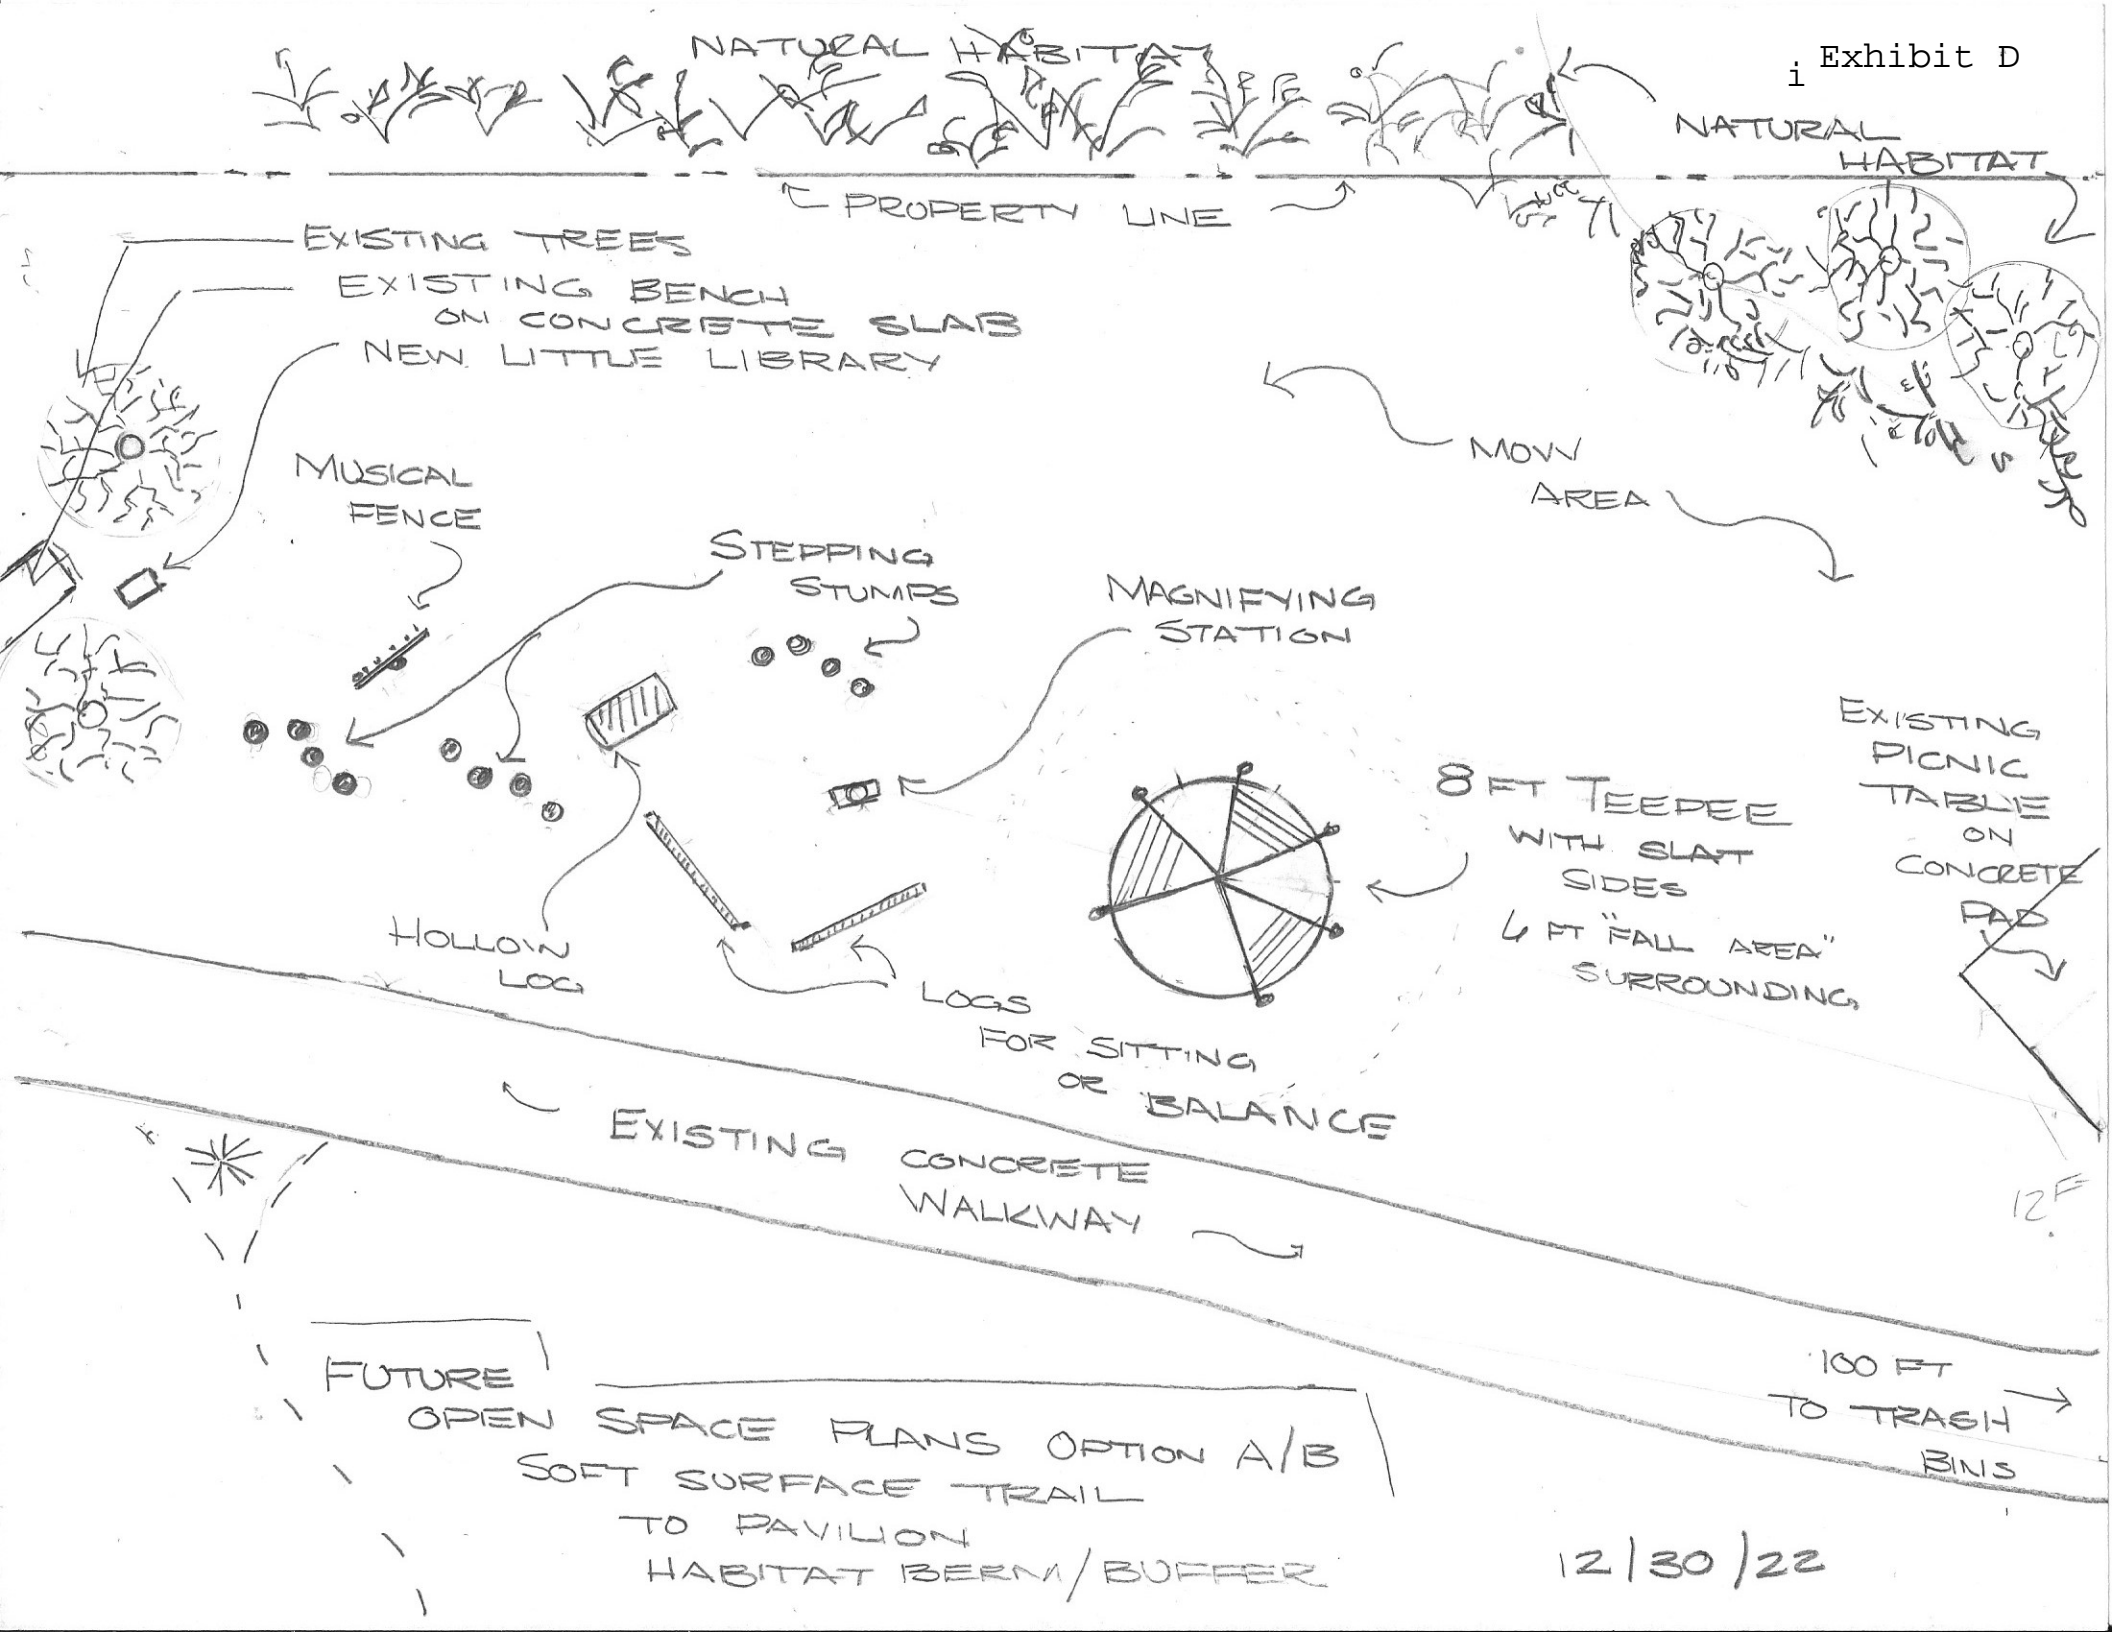 NATURAL HABITAT
i Exhibit D
NATURAL
HABITAT
PROPERTY LINE
EXISTING TREES
EXISTING BENCH
ON CONCRETE SLAB
NEW LITTLE LIBRARY
MOW
AREA
MUSICAL
FENCE
STEPPING
STUMPS
MAGNIFYING
STATION
EXISTING
PICNIC
TABLE
ON
CONCRETE
PAD
8 FT TEEPEE
WITH SLAT
SIDES
6 FT "FALL AREA"
SURROUNDING
HOLLOW
LOG
LOGS
FOR SITTING
OR
BALANCE
EXISTING CONCRETE
WALKWAY
12F
100 FT
TO TRASH
BINS
FUTURE
OPEN SPACE PLANS OPTION A/B
SOFT SURFACE TRAIL
TO PAVILION
HABITAT BERM/BUFFER
12/30/22